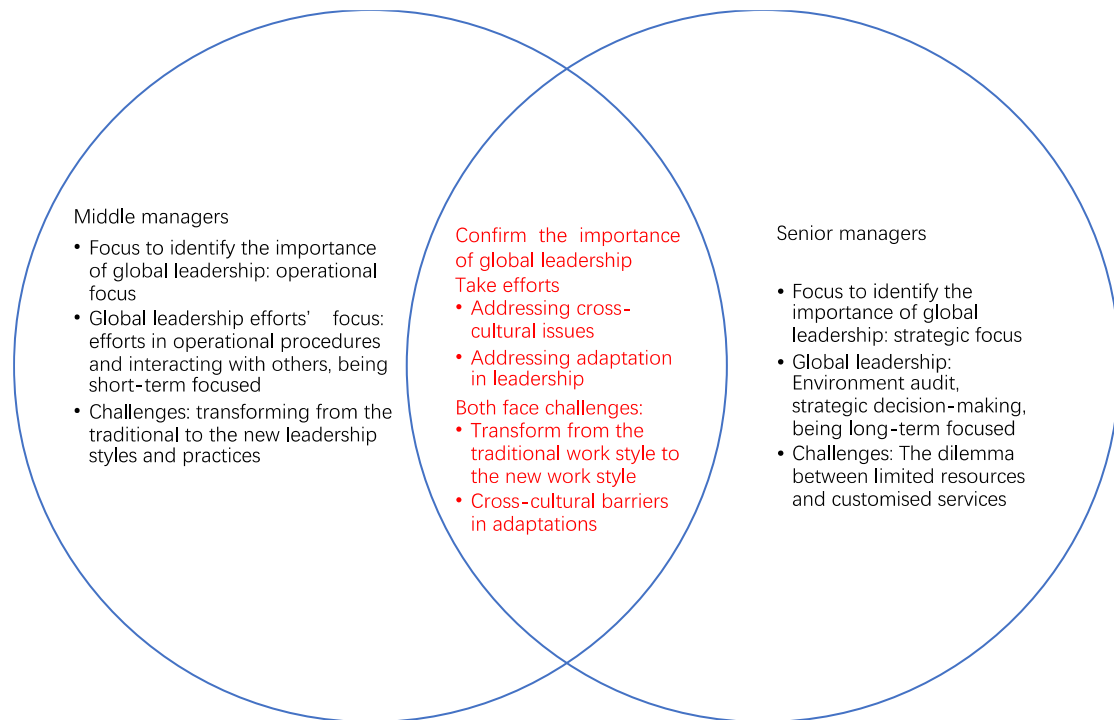 Middle managers
• Focus to identify the importance
of global leadership: operational
focus
• Global leadership efforts’ focus:
efforts in operational procedures
and interacting with others, being
short-term focused
• Challenges: transforming from the
traditional to the new leadership
styles and practices
Confirm the importance
of global leadership
Take efforts
• Addressing cross-
cultural issues
• Addressing adaptation
in leadership
Both face challenges:
• Transform from the
traditional work style to
the new work style
• Cross-cultural barriers
in adaptations
Senior managers
• Focus to identify the
importance of global
leadership: strategic focus
• Global leadership:
Environment audit,
strategic decision-making,
being long-term focused
• Challenges: The dilemma
between limited resources
and customised services